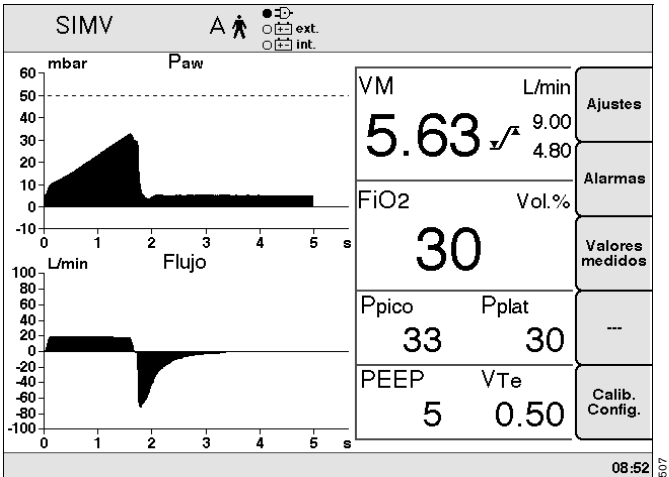 SIMV
A
ext.
int.
mbar Paw
60
50
40
30
20
10
0
-10
0 1 2 3 4 5 s
L/min Flujo
100
80
60
40
20
0
-20
-40
-60
-80
-100
0 1 2 3 4 5 s
VM L/min
5.63 9.00
4.80
FiO2 Vol.%
30
Ppico Pplat
33 30
PEEP VTe
5 0.50
Ajustes
Alarmas
Valores
medidos
---
Calib.
Config.
08:52
507